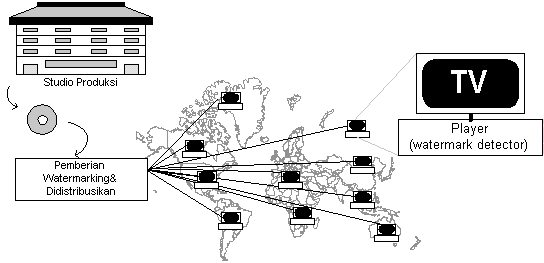 Studio Produksi
TV
Player
(watermark detector)
Pemberian
Watermarking&
Didistribusikan